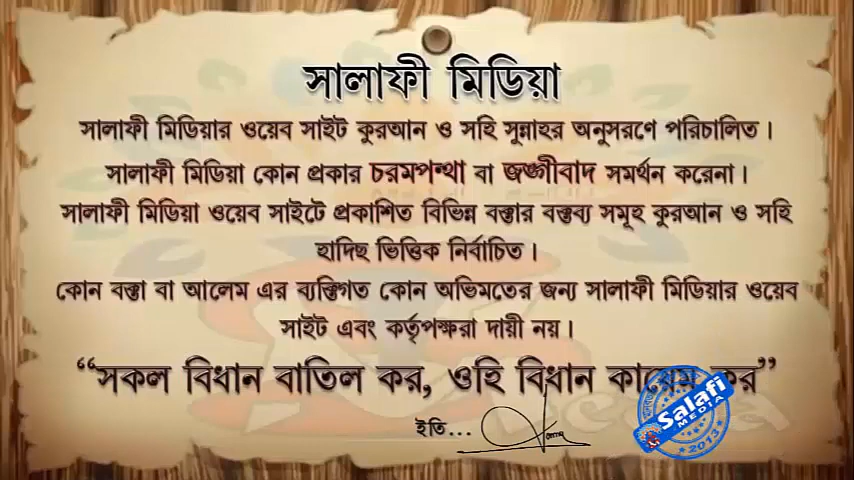 সালাফী মিডিয়া
সালাফী মিডিয়ার ওয়েব সাইট কুরআন ও সহি সুন্নাহর অনুসরণে পরিচালিত।
সালাফী মিডিয়া কোন প্রকার চরমপন্থা বা জঙ্গীবাদ সমর্থন করেনা।
সালাফী মিডিয়া ওয়েব সাইটে প্রকাশিত বিভিন্ন বক্তার বক্তব্য সমূহ কুরআন ও সহি
হাদিছ ভিত্তিক নির্বাচিত।
কোন বক্তা বা আলেম এর ব্যক্তিগত কোন অভিমতের জন্য সালাফী মিডিয়ার ওয়েব
সাইট এবং কর্তৃপক্ষরা দায়ী নয়।
“সকল বিধান বাতিল কর, ওহি বিধান কায়েম কর”
ইতি...
Salafi
MEDIA
2013